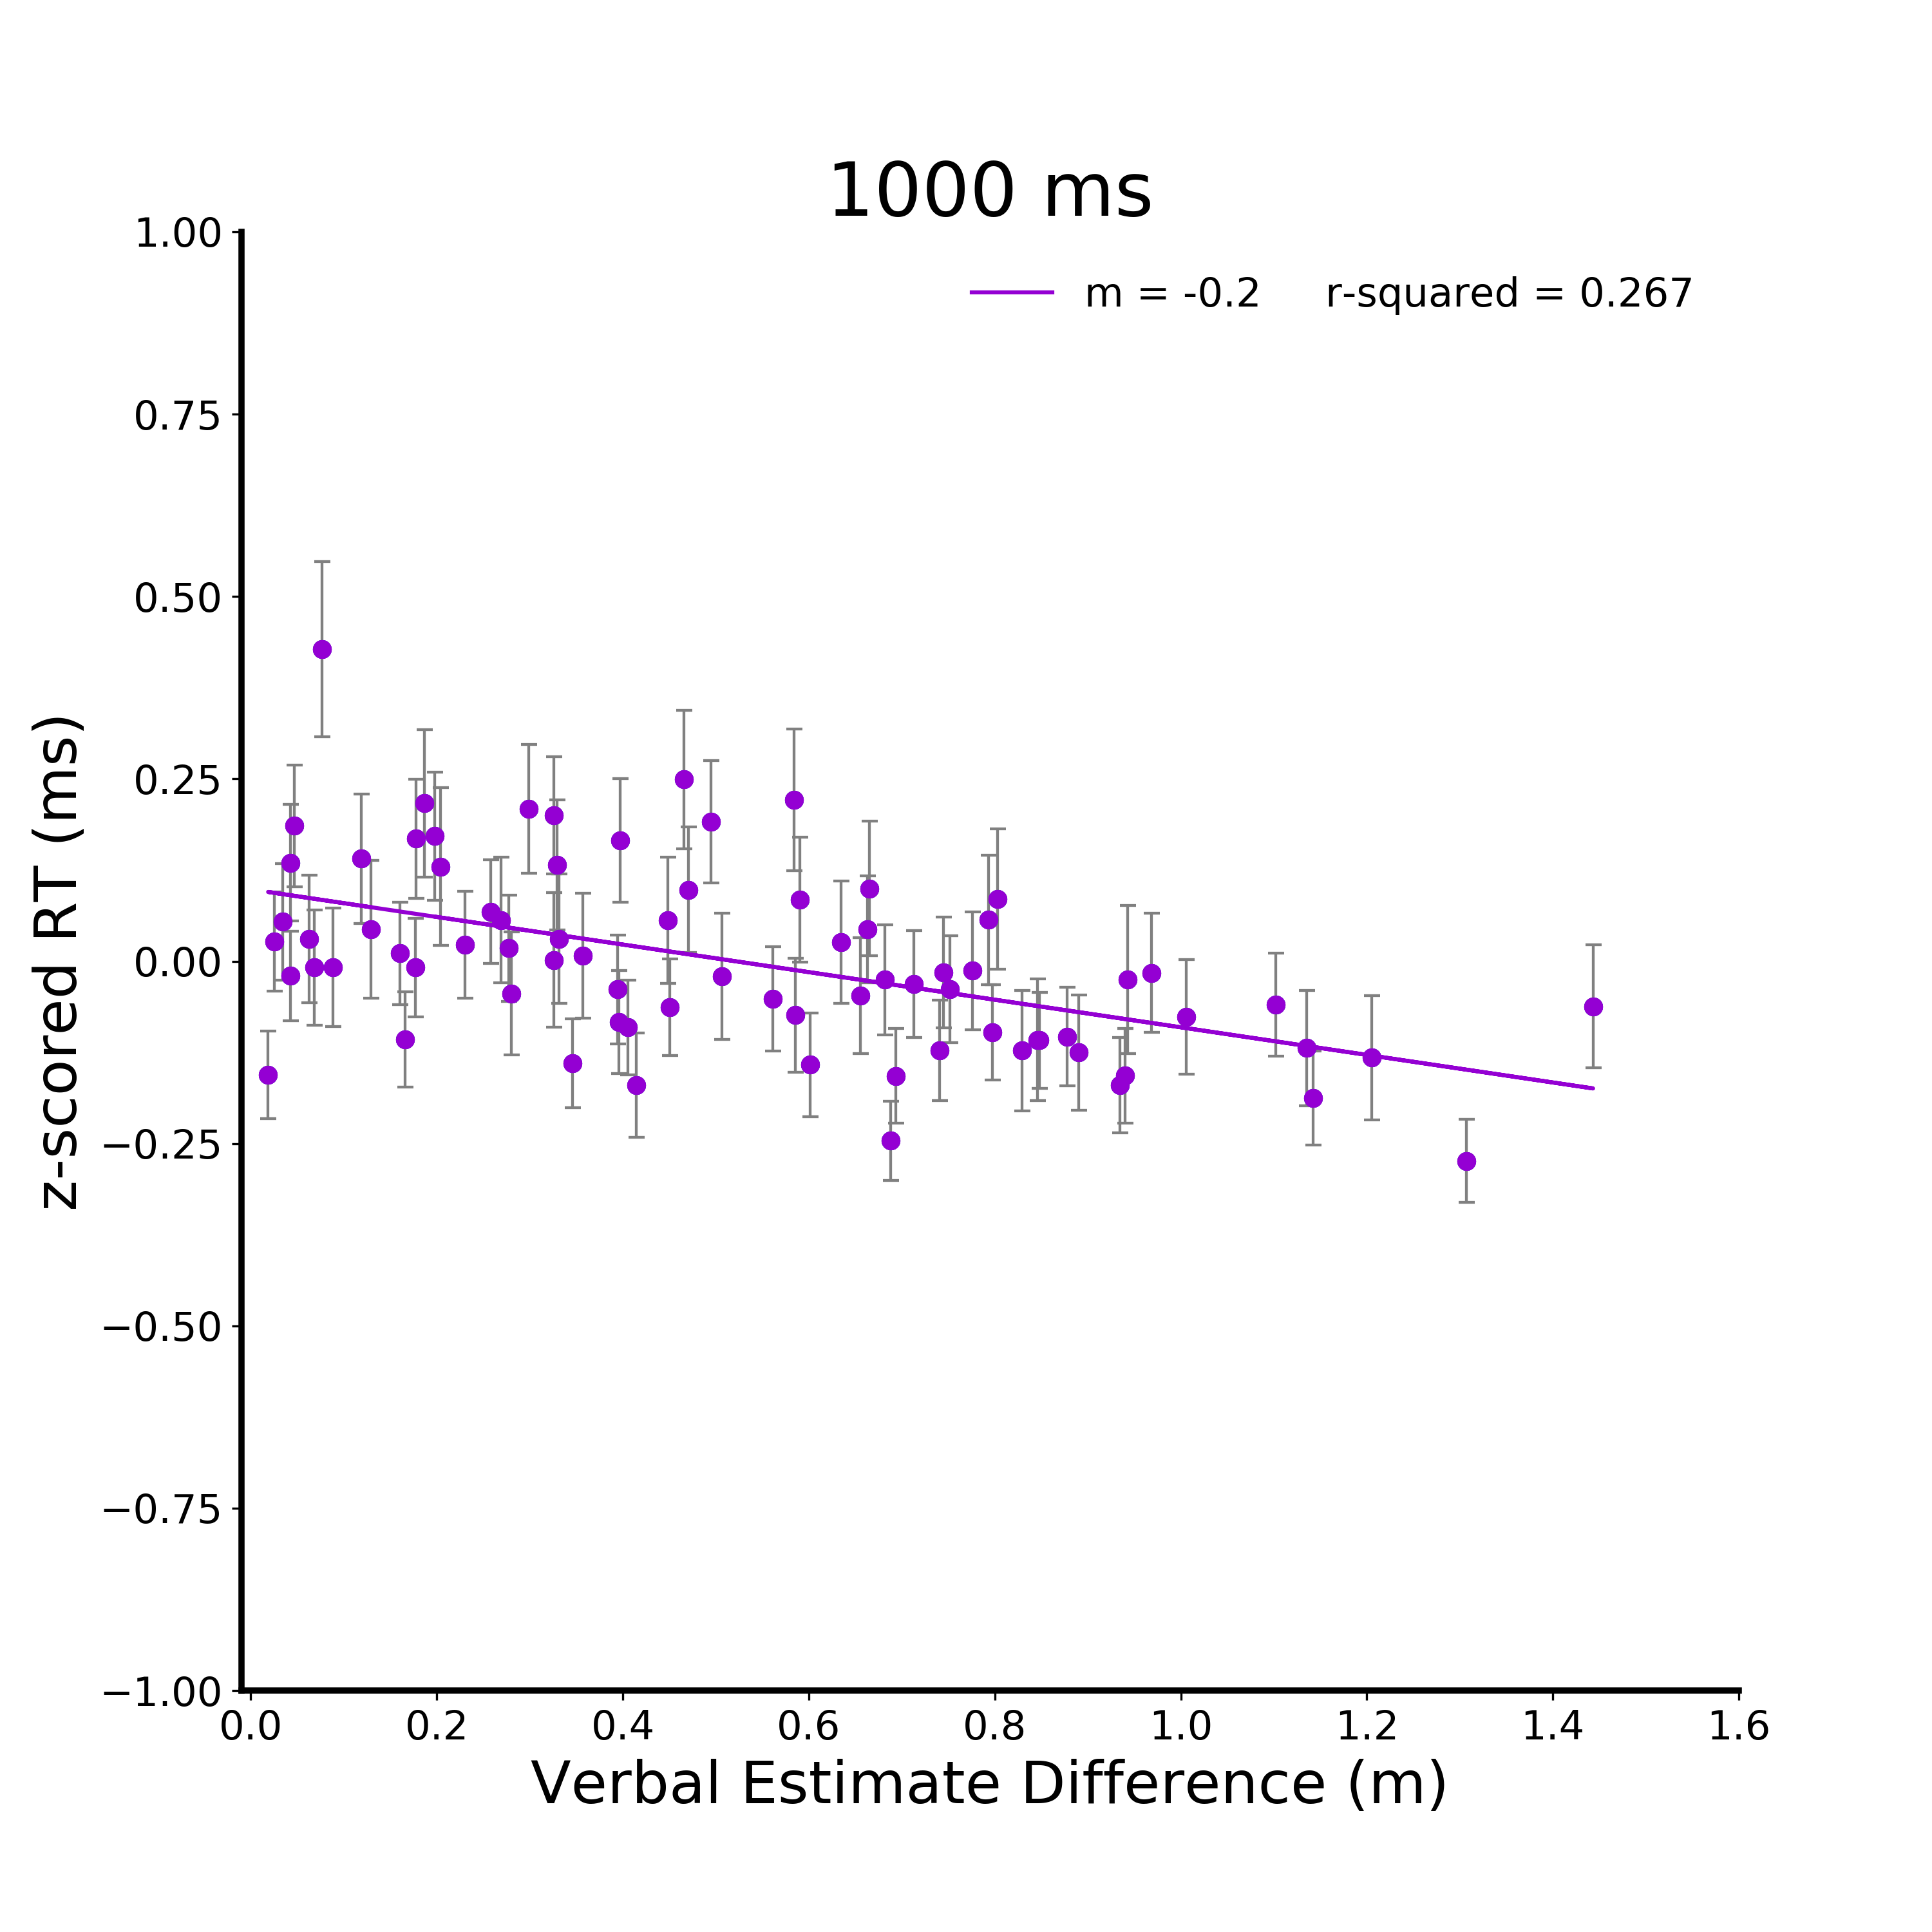 1000 ms
m = -0.2 r-squared = 0.267
z-scored RT (ms)
1.00
0.75
0.50
0.25
0.00
−0.25
−0.50
−0.75
−1.00
0.0 0.2 0.4 0.6 0.8 1.0 1.2 1.4 1.6
Verbal Estimate Difference (m)